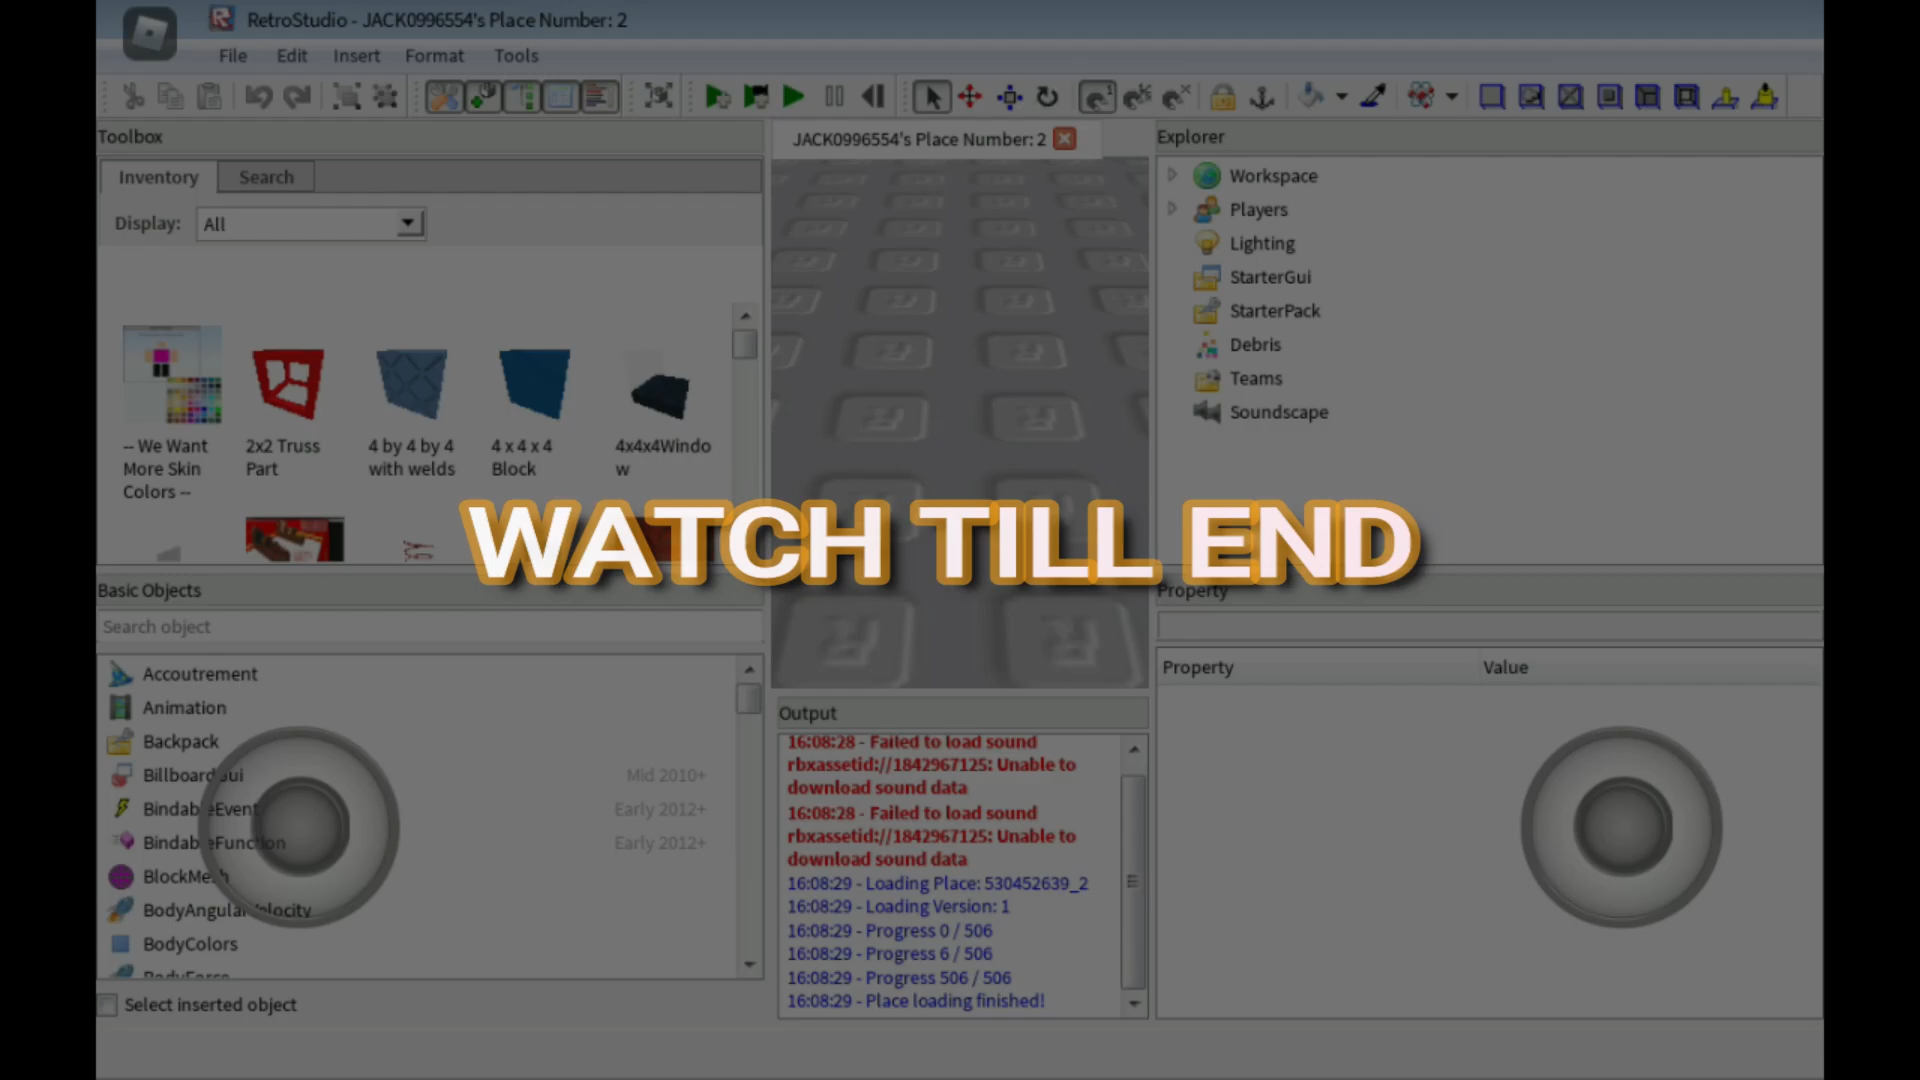 RetroStudio - JACK0996554's Place Number: 2
File Edit Insert Format Tools
Toolbox
Inventory Search
Display: All
-- We Want More Skin Colors --
2x2 Truss Part
4 by 4 by 4 with welds
4 x 4 x 4 Block
4x4x4Windo
w
JACK0996554's Place Number: 2
Explorer
Workspace
Players
Lighting
StarterGui
StarterPack
Debris
Teams
Soundscape
WATCH TILL END
Basic Objects
Search object
Accoutrement
Animation
Backpack
BillboardGui Mid 2010+
BindableEvent Early 2012+
BindableFunction Early 2012+
BlockMesh
BodyAngularVelocity
BodyColors
BodyForce
Select inserted object
Output
16:08:28 - Failed to load sound
rbxassetid://1842967125: Unable to
download sound data
16:08:28 - Failed to load sound
rbxassetid://1842967125: Unable to
download sound data
16:08:29 - Loading Place: 530452639_2
16:08:29 - Loading Version: 1
16:08:29 - Progress 0 / 506
16:08:29 - Progress 6 / 506
16:08:29 - Progress 506 / 506
16:08:29 - Place loading finished!
Property
Property Value